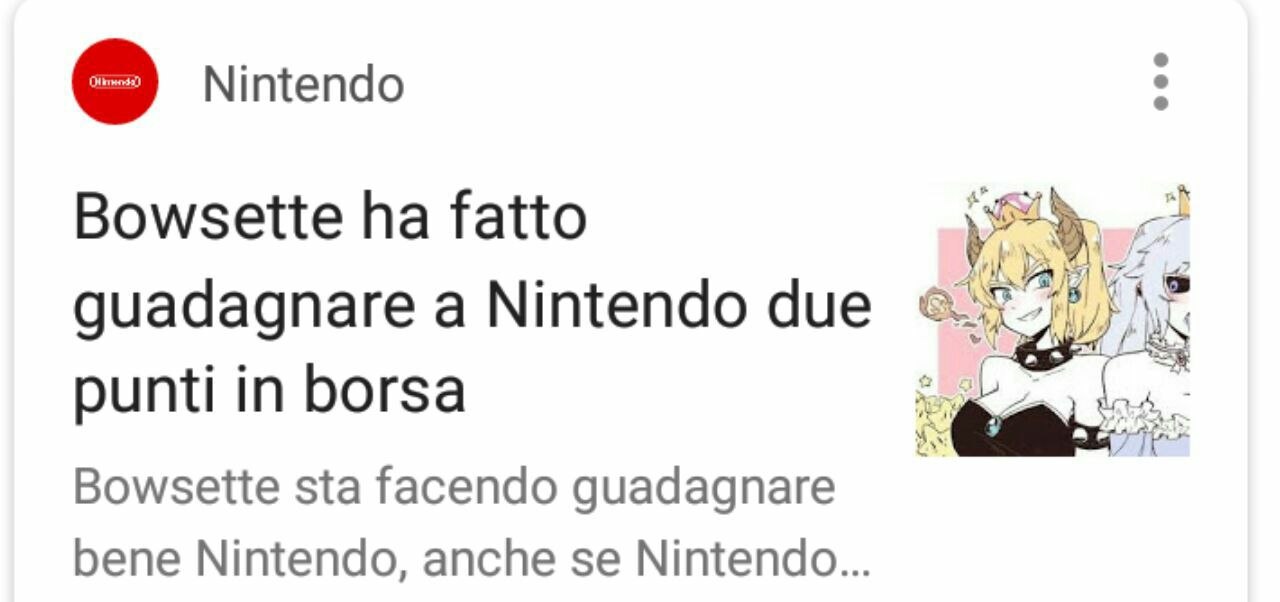 Nintendo
Nintendo
Bowsette ha fatto
guadagnare a Nintendo due
punti in borsa
Bowsette sta facendo guadagnare
bene Nintendo, anche se Nintendo...